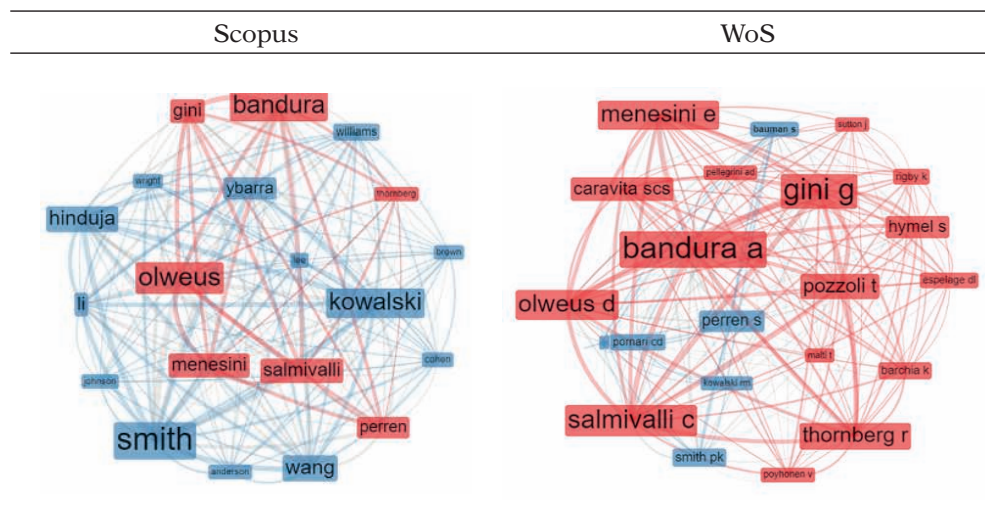 Scopus
WoS
gini
bandura
williams
wright
ybarra
thornberg
hinduja
brown
lee
olweus
li
kowalski
menesini
salmivalli
cohen
johnson
perren
smith
wang
anderson
menesini e
bauman s
sutton j
pellegrini ad
rigby k
caravita scs
gini g
hymel s
bandura a
espelage dl
pozzoli t
olweus d
perren s
pornari cd
malti t
barchia k
kowalski rm
salmivalli c
thornberg r
smith pk
poyhonen v